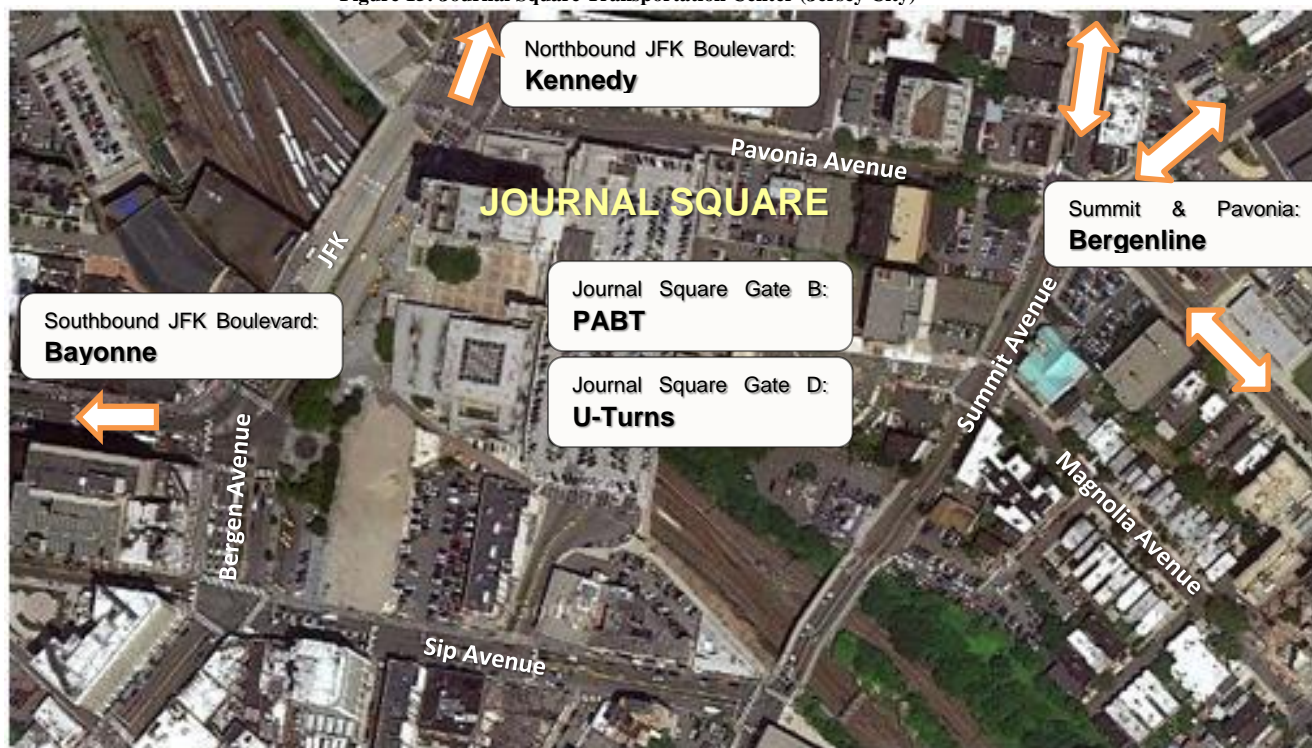 Northbound JFK Boulevard:
Kennedy
Pavonia Avenue
JOURNAL SQUARE
Summit & Pavonia:
Bergenline
JFK
Journal Square Gate B:
PABT
Southbound JFK Boulevard:
Bayonne
Journal Square Gate D:
U-Turns
Summit Avenue
Bergen Avenue
Magnolia Avenue
Sip Avenue